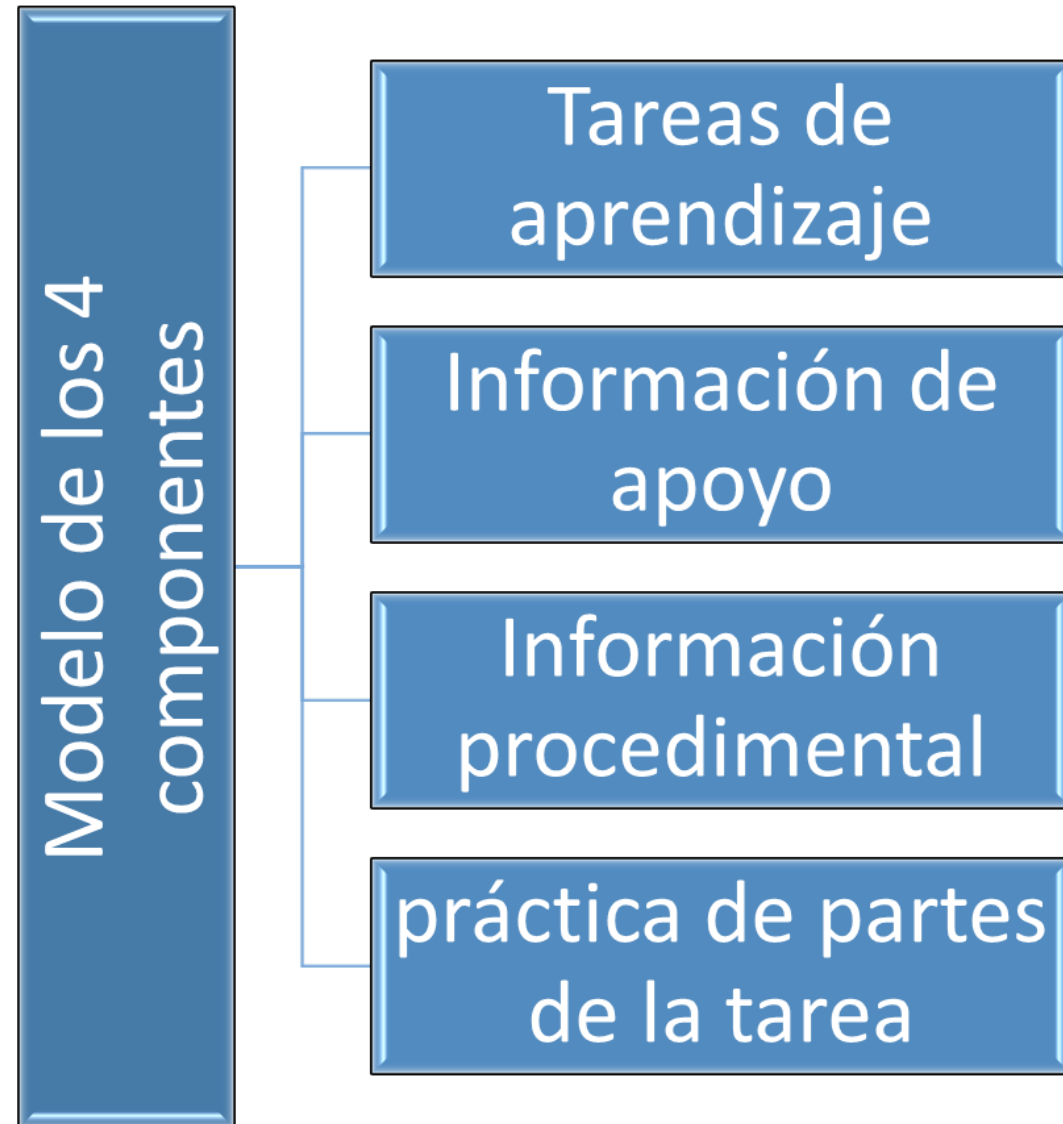 Modelo de los 4
componentes
Tareas de
aprendizaje
Información de
apoyo
Información
procedimental
práctica de partes
de la tarea